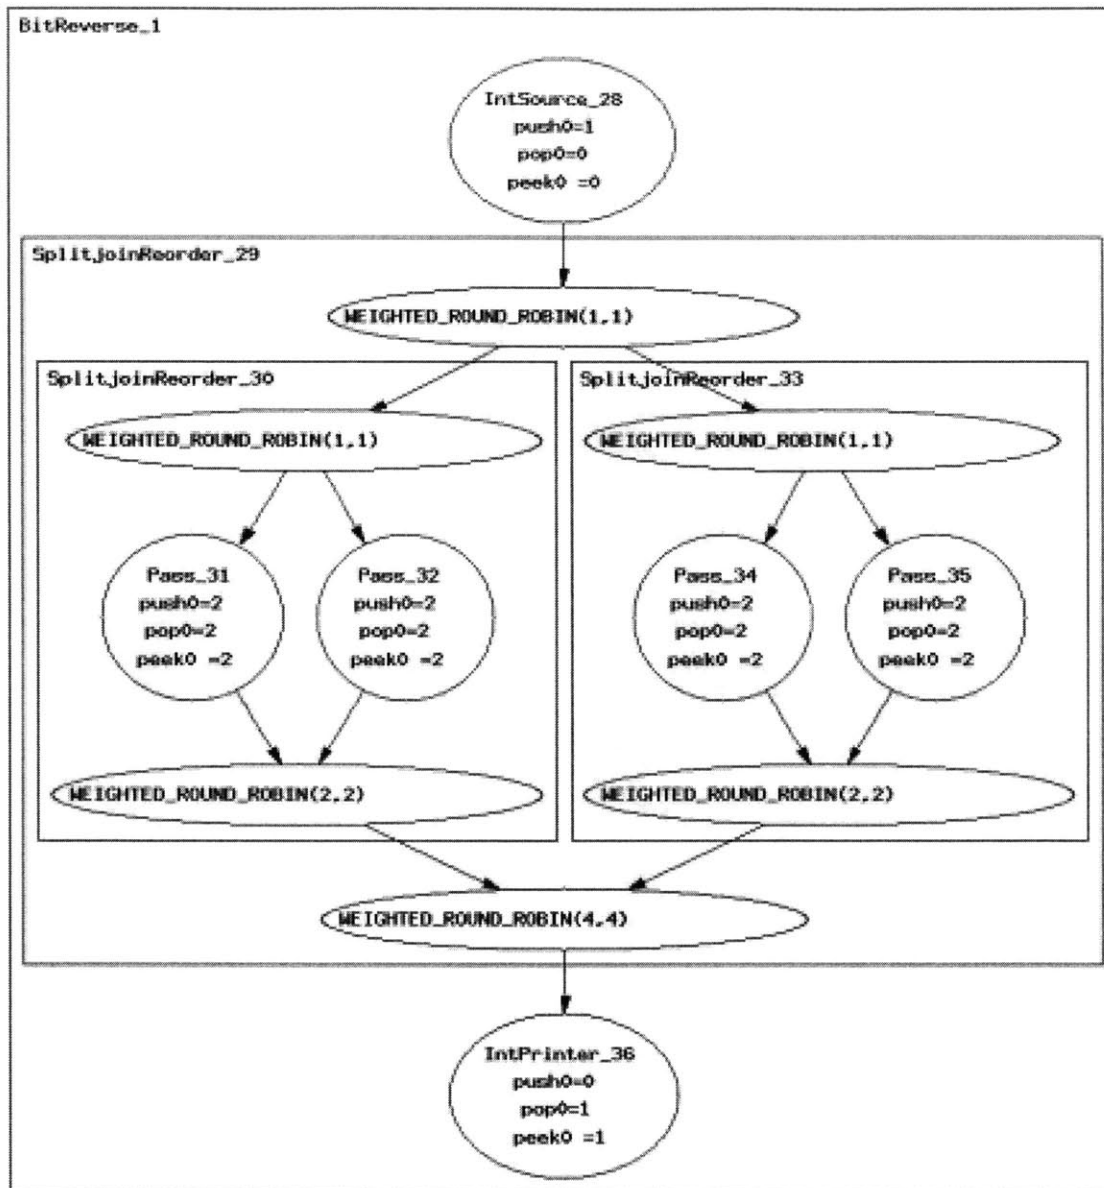 BitReverse_1
IntSource_28
push0=1
pop0=0
peek0 =0
SplitjoinReorder_29
WEIGHTED_ROUND_ROBIN(1,1)
SplitjoinReorder_30
WEIGHTED_ROUND_ROBIN(1,1)
Pass_31
push0=2
pop0=2
peek0 =2
Pass_32
push0=2
pop0=2
peek0 =2
WEIGHTED_ROUND_ROBIN(2,2)
SplitjoinReorder_33
WEIGHTED_ROUND_ROBIN(1,1)
Pass_34
push0=2
pop0=2
peek0 =2
Pass_35
push0=2
pop0=2
peek0 =2
WEIGHTED_ROUND_ROBIN(2,2)
WEIGHTED_ROUND_ROBIN(4,4)
IntPrinter_36
push0=0
pop0=1
peek0 =1